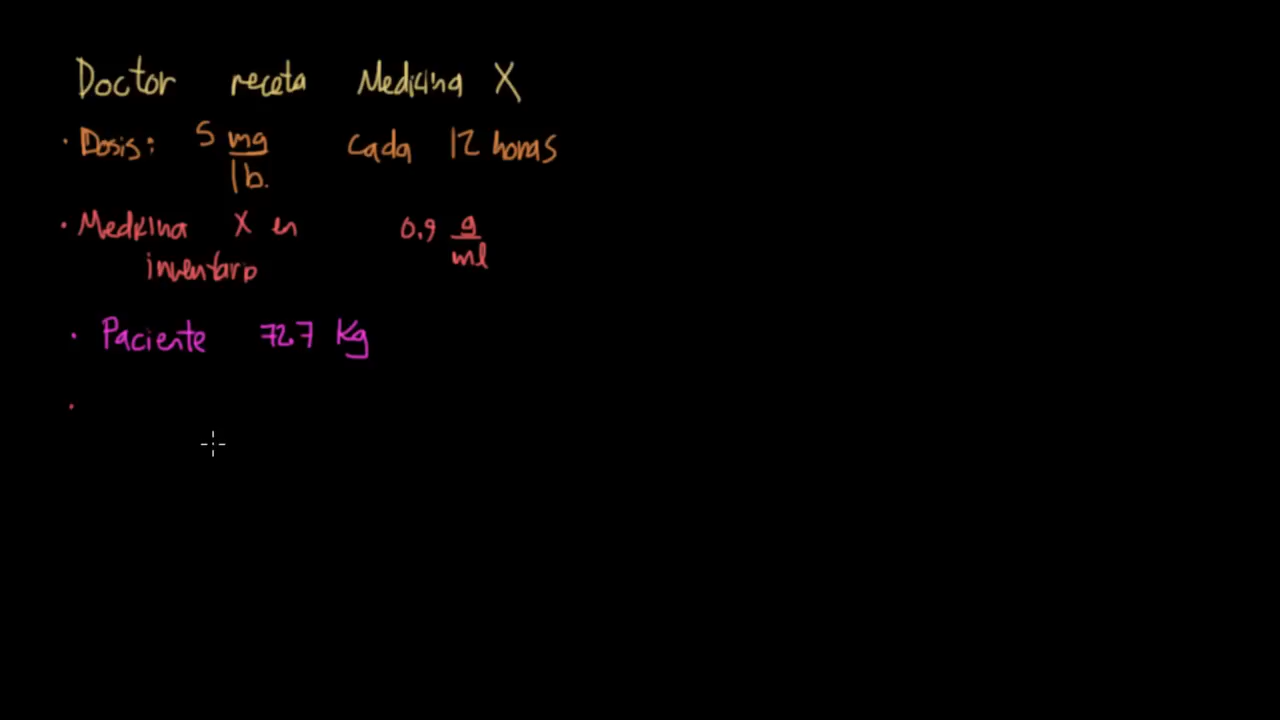 Doctor receta Medicina X
· Dosis: 5 mg/lb. cada 12 horas
· Medicina X en 0.9 g/ml
inventario
· Paciente 72.7 Kg